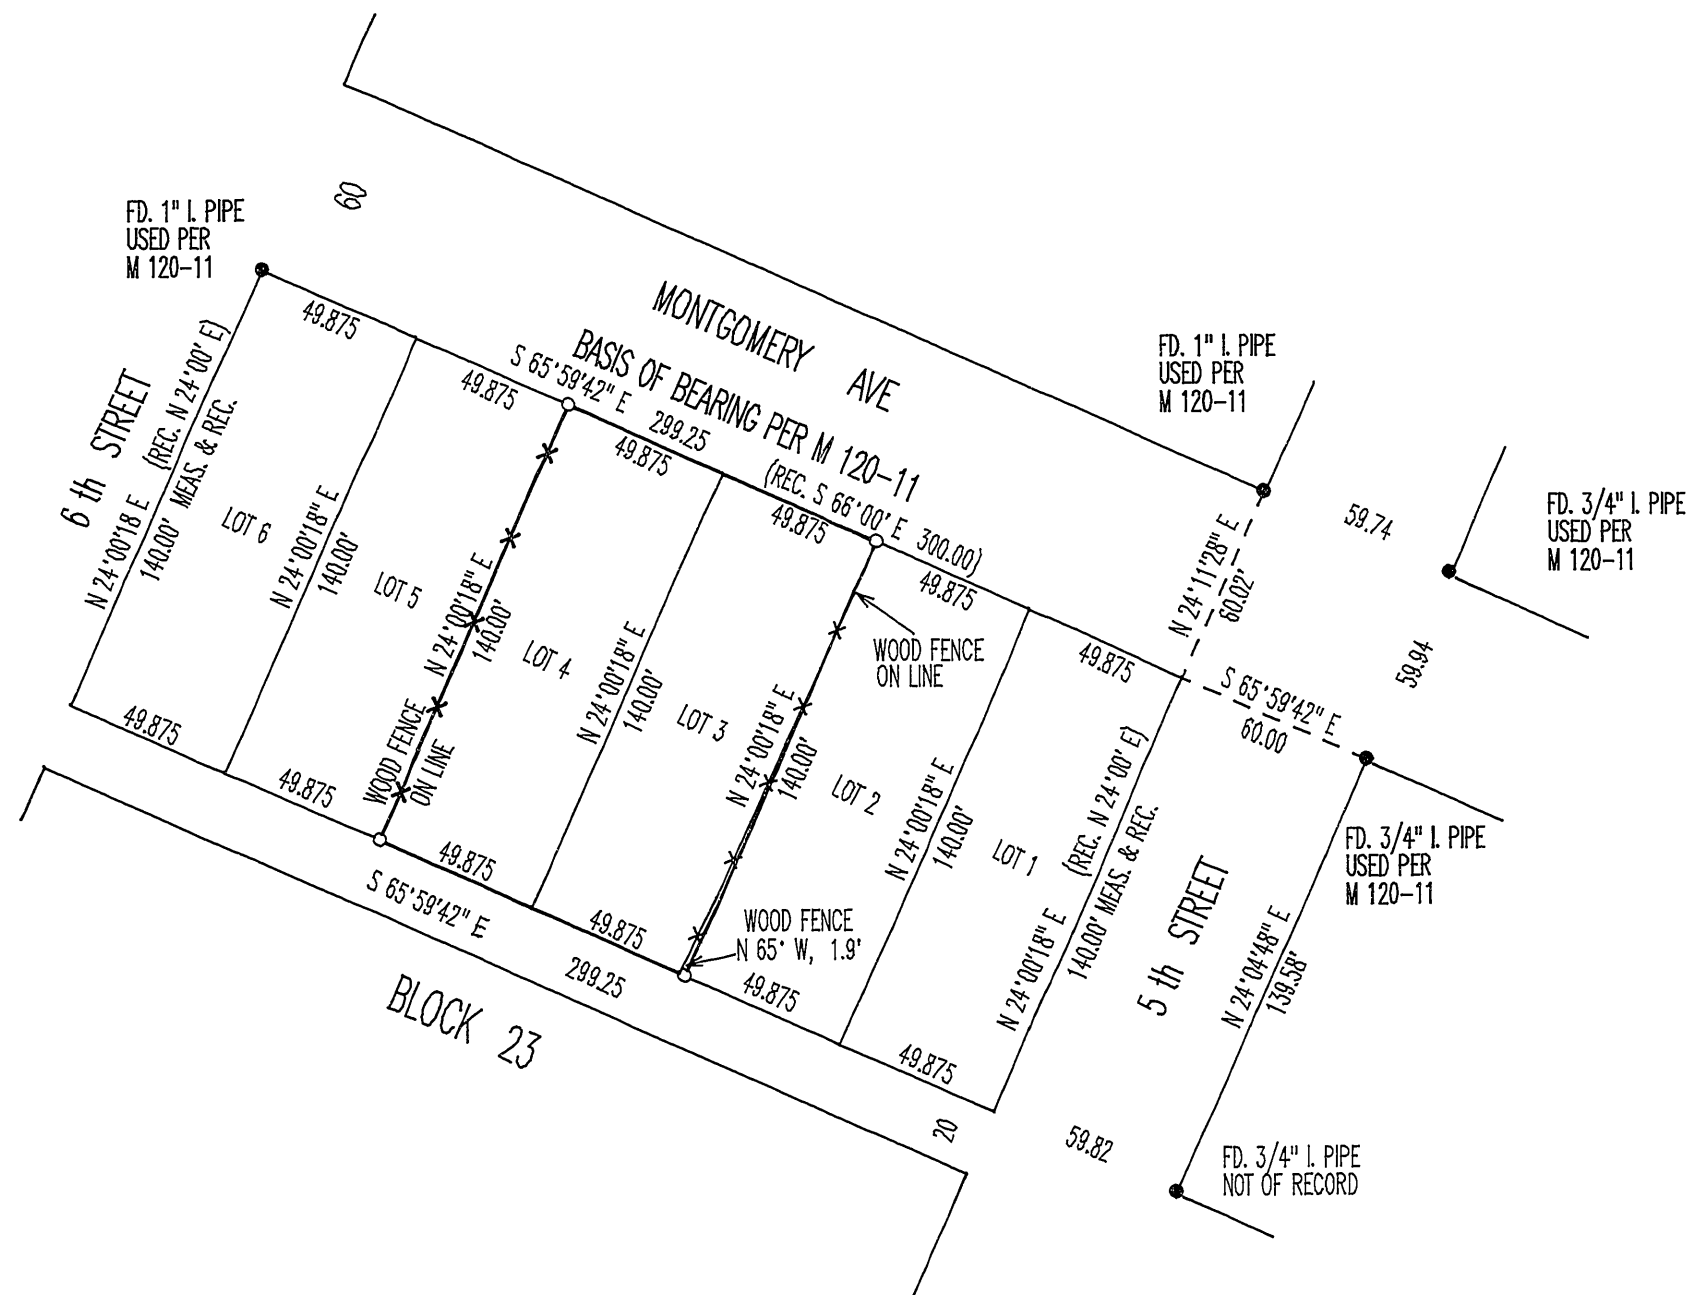 60
FD. 1" I. PIPE
USED PER
M 120-11
MONTGOMERY AVE
BASIS OF BEARING PER M 120-11
S 65°59'42" E
299.25
(REC. S 66°00' E 300.00)
49.875
49.875
49.875
49.875
49.875
49.875
FD. 1" I. PIPE
USED PER
M 120-11
59.74
FD. 3/4" I. PIPE
USED PER
M 120-11
N 24°11'28" E
60.02'
59.94
S 65°59'42" E
60.00
FD. 3/4" I. PIPE
USED PER
M 120-11
6 th STREET
N 24°00'18 E (REC. N 24°00' E)
140.00' MEAS. & REC.
LOT 6
N 24°00'18" E
140.00'
LOT 5
N 24°00'18" E
140.00'
WOOD FENCE
ON LINE
LOT 4
N 24°00'18" E
140.00'
LOT 3
WOOD FENCE
ON LINE
N 24°00'18" E
140.00'
LOT 2
N 24°00'18" E
140.00'
LOT 1
N 24°00'18" E (REC. N 24°00' E)
140.00' MEAS. & REC.
5 th STREET
N 24°04'48" E
139.58'
49.875
49.875
49.875
49.875
49.875
49.875
WOOD FENCE
N 65° W, 1.9'
S 65°59'42" E
299.25
BLOCK 23
20
59.82
FD. 3/4" I. PIPE
NOT OF RECORD